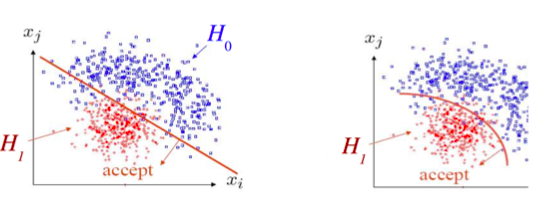 x_j
H_0
H_1
accept
x_i
x_j
H_1
accept